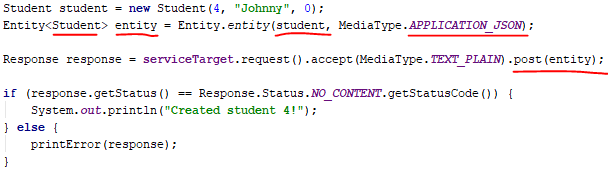 Student student = new Student(4, "Johnny", 0);
Entity<Student> entity = Entity.entity(student, MediaType.APPLICATION_JSON);
Response response = serviceTarget.request().accept(MediaType.TEXT_PLAIN).post(entity);
if (response.getStatus() == Response.Status.NO_CONTENT.getStatusCode()) {
    System.out.println("Created student 4!");
} else {
    printError(response);
}